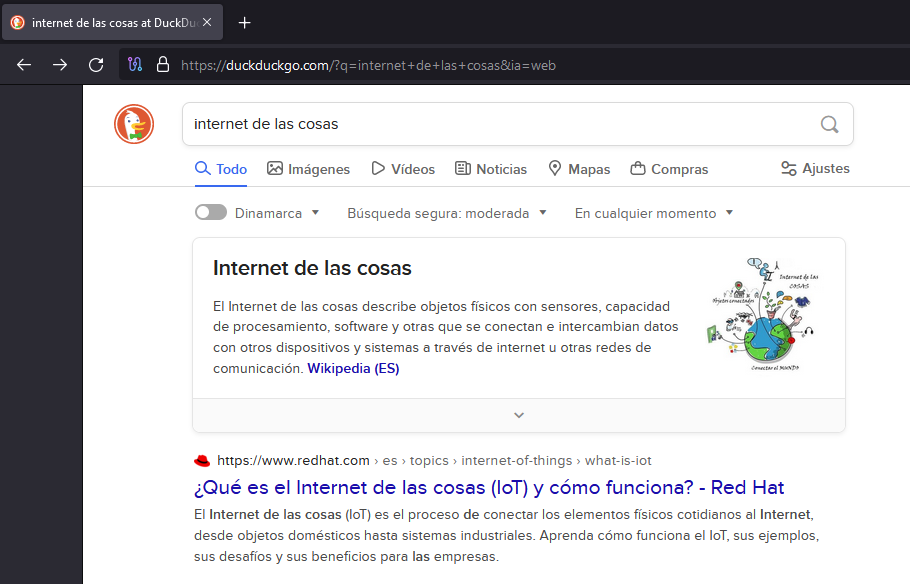 internet de las cosas at DuckDu
https://duckduckgo.com/?q=internet+de+las+cosas&ia=web
internet de las cosas
Todo Imágenes Vídeos Noticias Mapas Compras Ajustes
Dinamarca Búsqueda segura: moderada En cualquier momento
Internet de las cosas
El Internet de las cosas describe objetos físicos con sensores, capacidad
de procesamiento, software y otras que se conectan e intercambian datos
con otros dispositivos y sistemas a través de internet u otras redes de
comunicación. Wikipedia (ES)
Internet de las
COSAS
Objetos conectados
Conectar el MUNDO
https://www.redhat.com › es › topics › internet-of-things › what-is-iot
¿Qué es el Internet de las cosas (IoT) y cómo funciona? - Red Hat
El Internet de las cosas (IoT) es el proceso de conectar los elementos físicos cotidianos al Internet,
desde objetos domésticos hasta sistemas industriales. Aprenda cómo funciona el IoT, sus ejemplos,
sus desafíos y sus beneficios para las empresas.